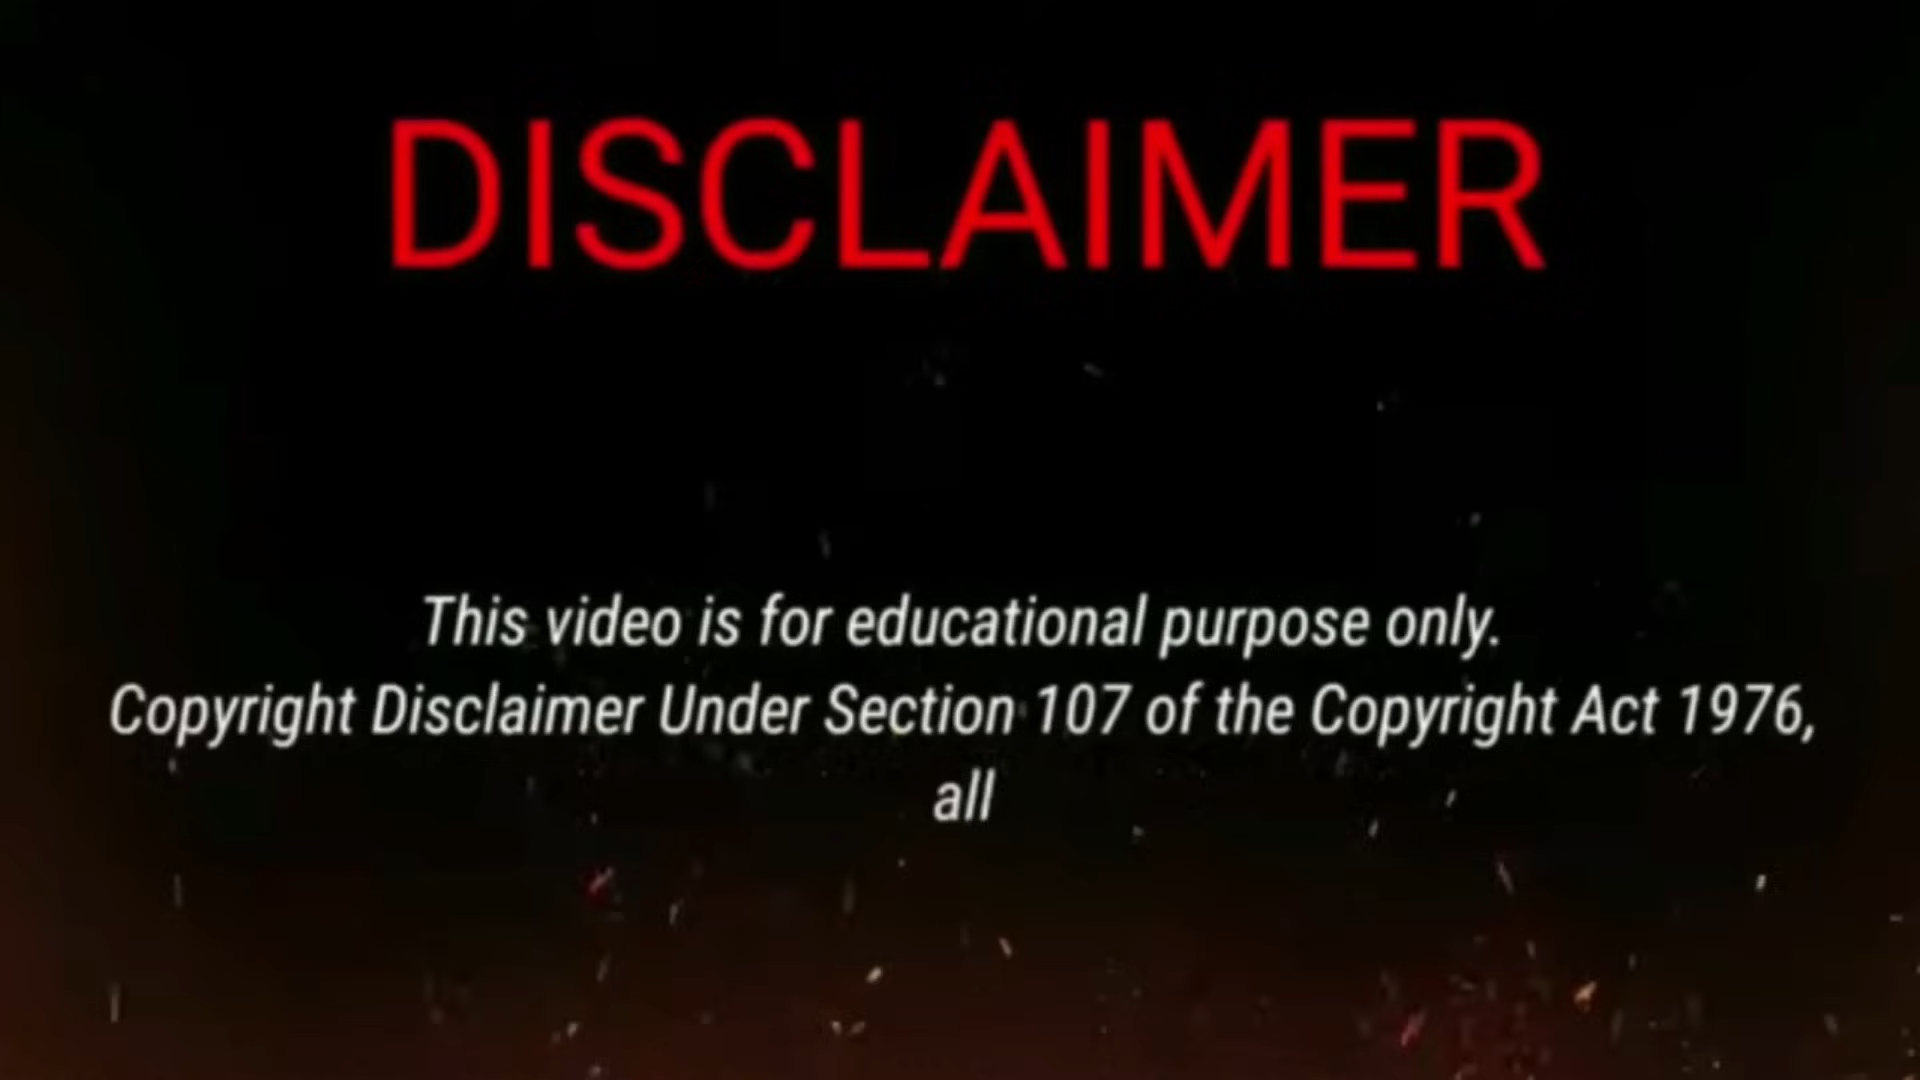 DISCLAIMER
This video is for educational purpose only.
Copyright Disclaimer Under Section 107 of the Copyright Act 1976,
all